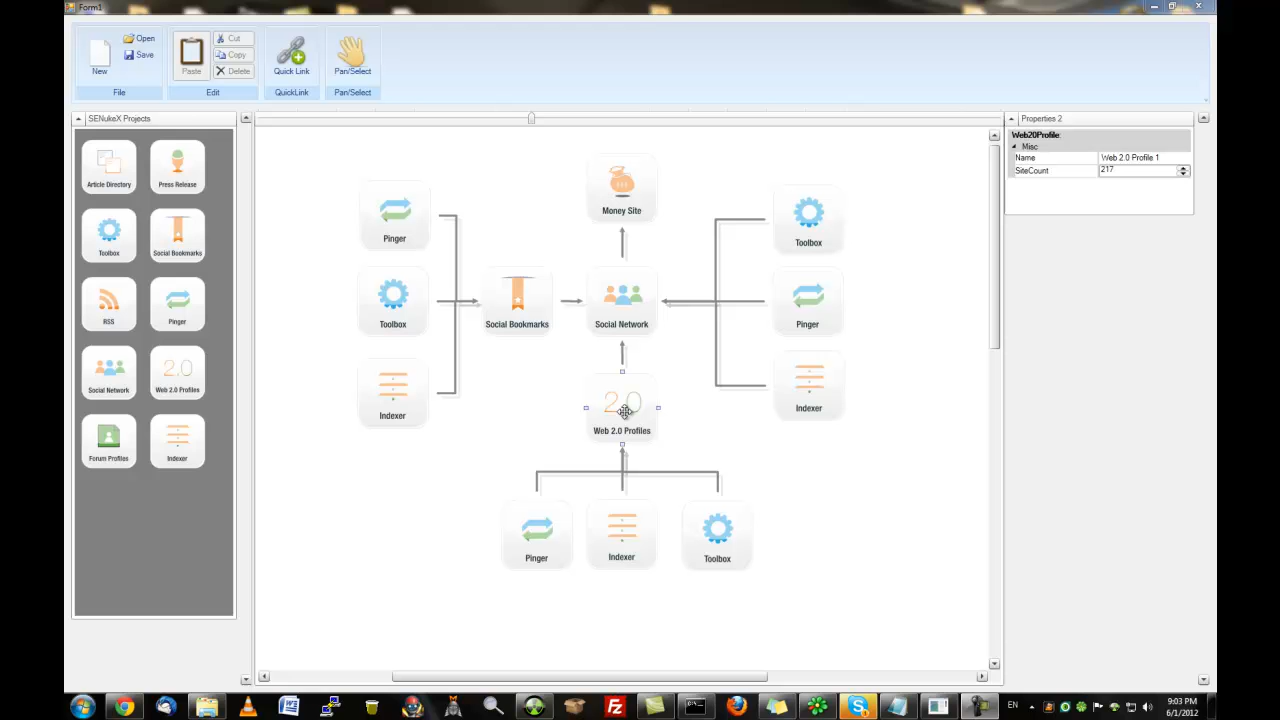 Form1
New
Open
Save
File
Paste
Cut
Copy
Delete
Edit
Quick Link
QuickLink
Pan/Select
Pan/Select
SENukeX Projects
Article Directory
Press Release
Toolbox
Social Bookmarks
RSS
Pinger
Social Network
2.0
Web 2.0 Profiles
Forum Profiles
Indexer
Money Site
Pinger
Toolbox
Toolbox
Social Bookmarks
Social Network
Pinger
Indexer
2.0
Web 2.0 Profiles
Indexer
Pinger
Indexer
Toolbox
Properties 2
Web20Profile:
Misc
Name Web 2.0 Profile 1
SiteCount 217
EN
9:03 PM
6/1/2012